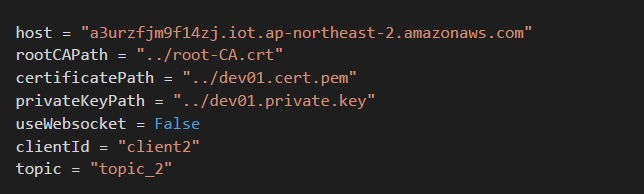 host = "a3urzfjm9f14zj.iot.ap-northeast-2.amazonaws.com"
rootCAPath = "../root-CA.crt"
certificatePath = "../dev01.cert.pem"
privateKeyPath = "../dev01.private.key"
useWebsocket = False
clientId = "client2"
topic = "topic_2"